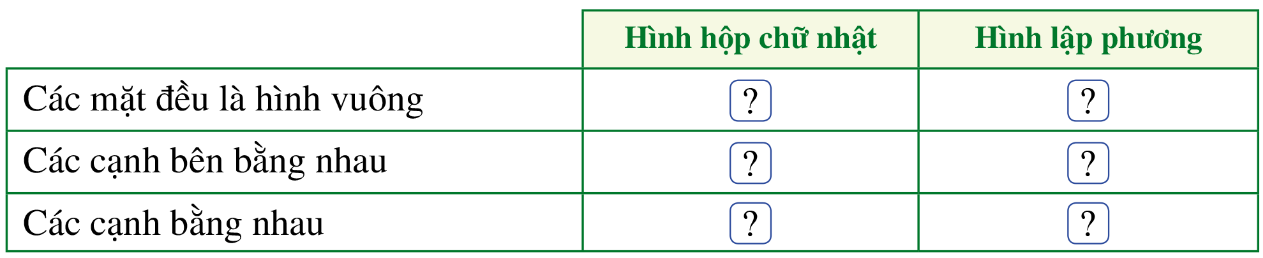 Hình hộp chữ nhật Hình lập phương
Các mặt đều là hình vuông ? ?
Các cạnh bên bằng nhau ? ?
Các cạnh bằng nhau ? ?